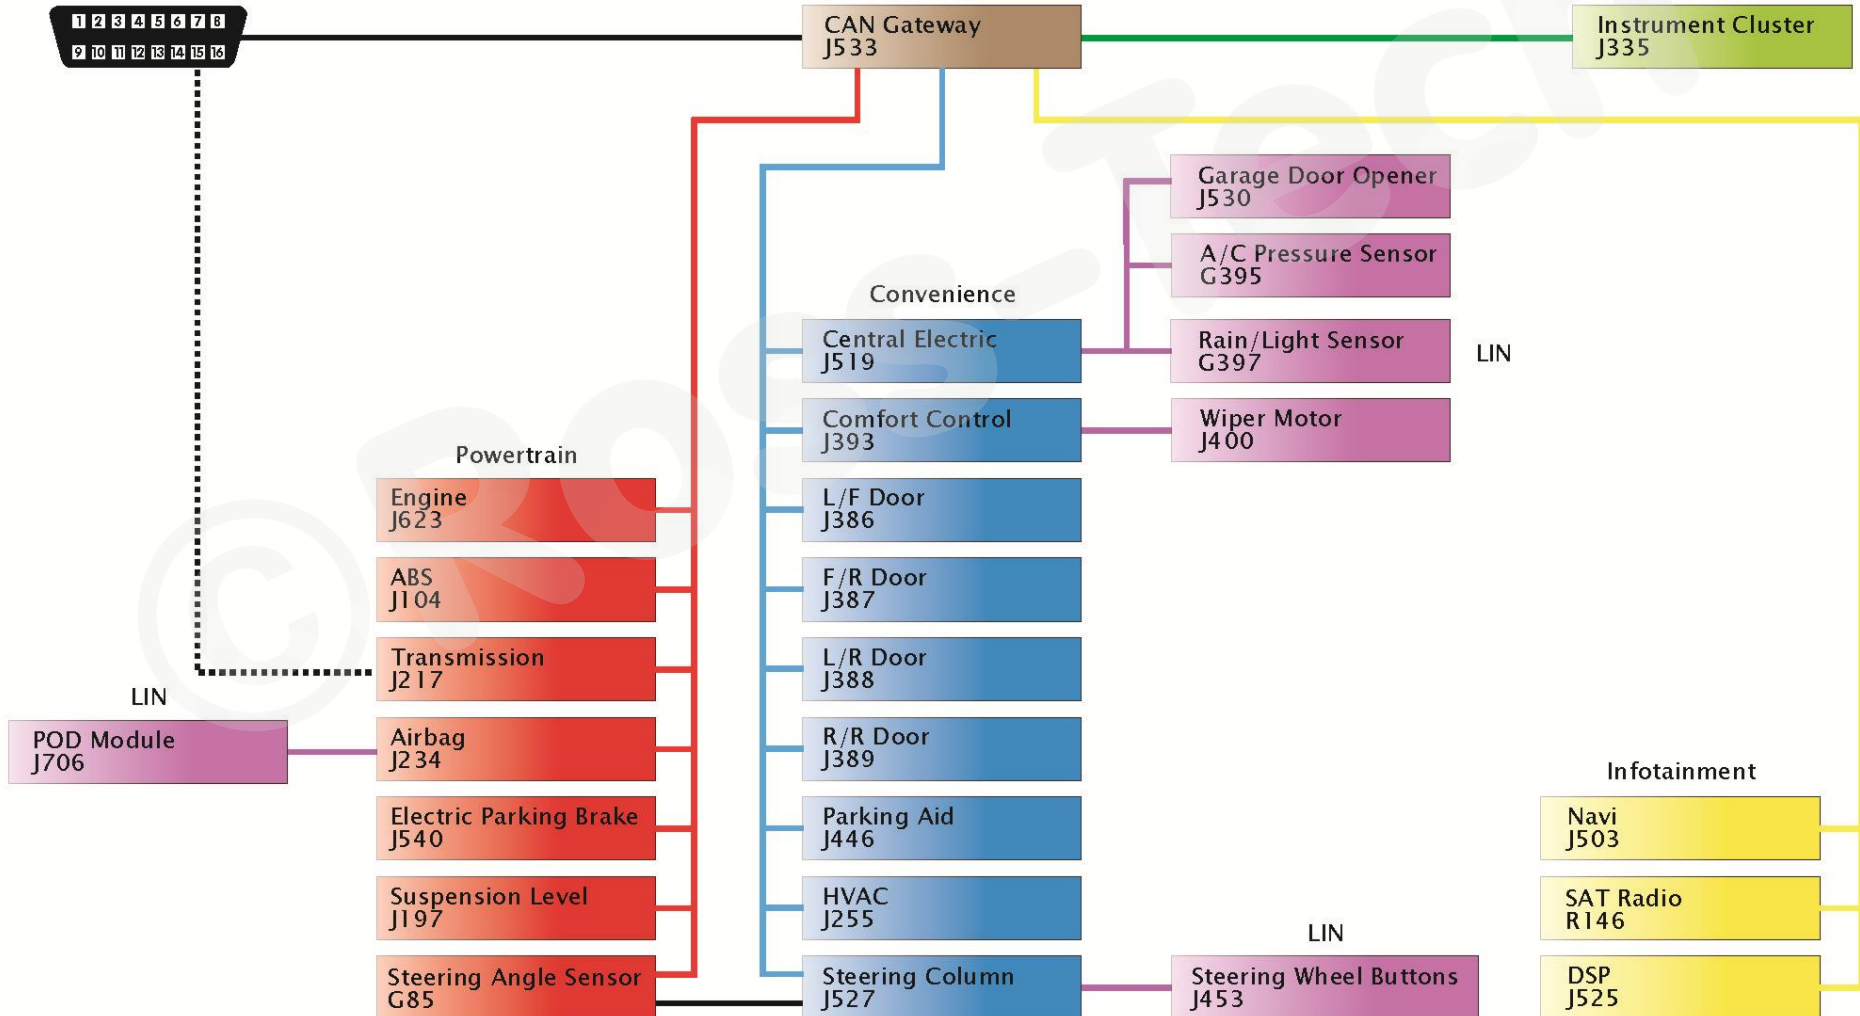 1 2 3 4 5 6 7 8
9 10 11 12 13 14 15 16
CAN Gateway
J533
Instrument Cluster
J335
Garage Door Opener
J530
A/C Pressure Sensor
G395
Convenience
Central Electric
J519
Rain/Light Sensor
G397
LIN
Comfort Control
J393
Wiper Motor
J400
Powertrain
Engine
J623
L/F Door
J386
ABS
J104
F/R Door
J387
Transmission
J217
L/R Door
J388
LIN
POD Module
J706
Airbag
J234
R/R Door
J389
Infotainment
Electric Parking Brake
J540
Parking Aid
J446
Navi
J503
Suspension Level
J197
HVAC
J255
SAT Radio
R146
LIN
Steering Angle Sensor
G85
Steering Column
J527
Steering Wheel Buttons
J453
DSP
J525
©Ross-Tech